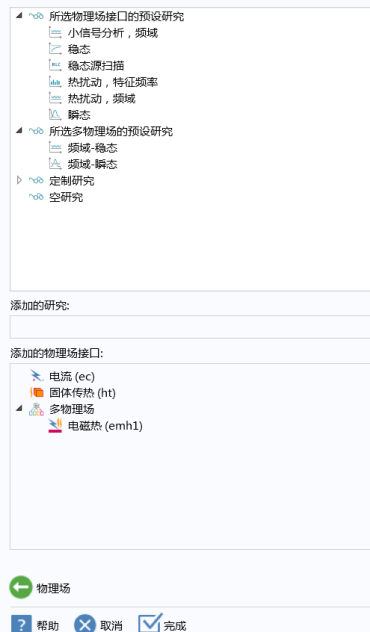 所选物理场接口的预设研究
小信号分析，频域
稳态
稳态源扫描
热扰动，特征频率
热扰动，频域
瞬态
所选多物理场的预设研究
频域-稳态
频域-瞬态
定制研究
空研究
添加的研究:
添加的物理场接口:
电流 (ec)
固体传热 (ht)
多物理场
电磁热 (emh1)
物理场
? 帮助 取消 完成